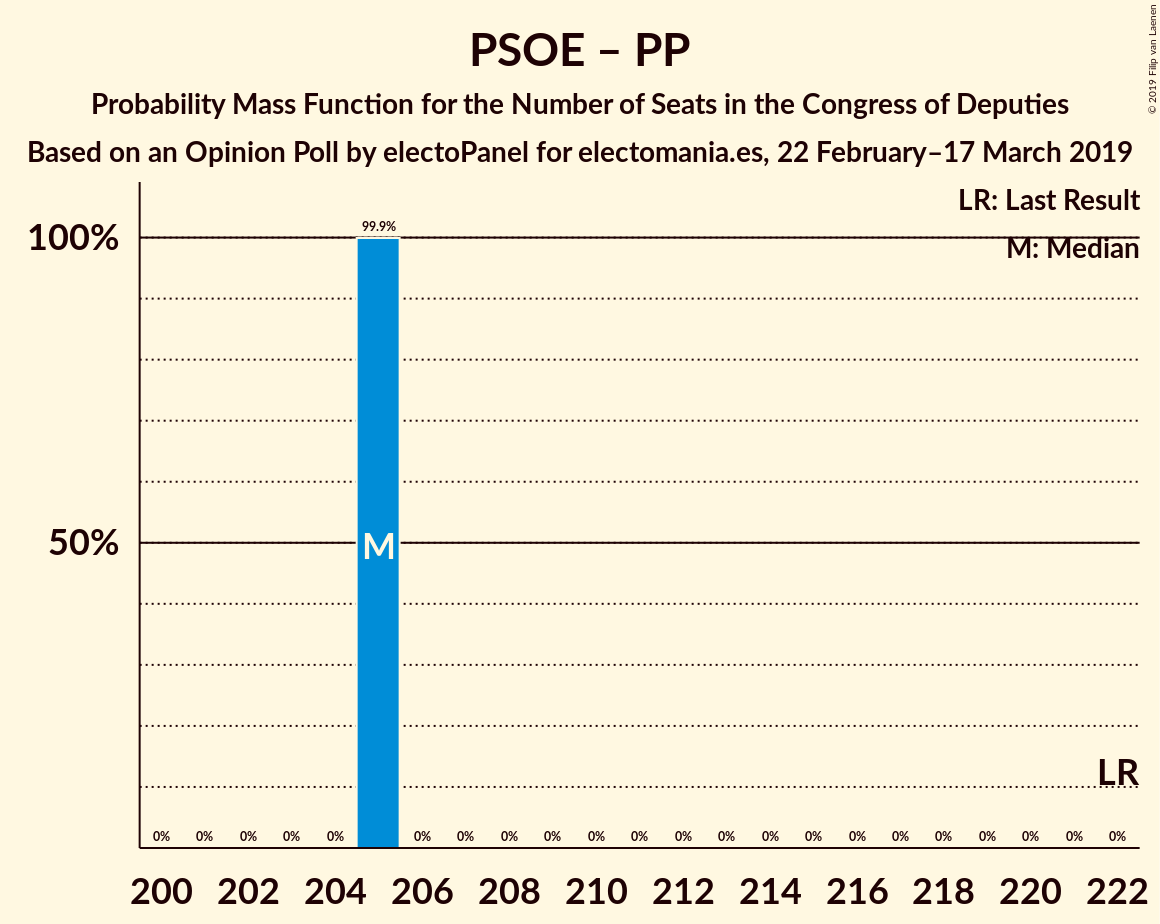 PSOE – PP
Probability Mass Function for the Number of Seats in the Congress of Deputies
Based on an Opinion Poll by electoPanel for electomania.es, 22 February–17 March 2019
© 2019 Filip van Laenen
LR: Last Result
M: Median
100%
50%
99.9%
M
LR
0% 0% 0% 0% 0% 0% 0% 0% 0% 0% 0% 0% 0% 0% 0% 0% 0% 0% 0% 0% 0% 0%
200 202 204 206 208 210 212 214 216 218 220 222